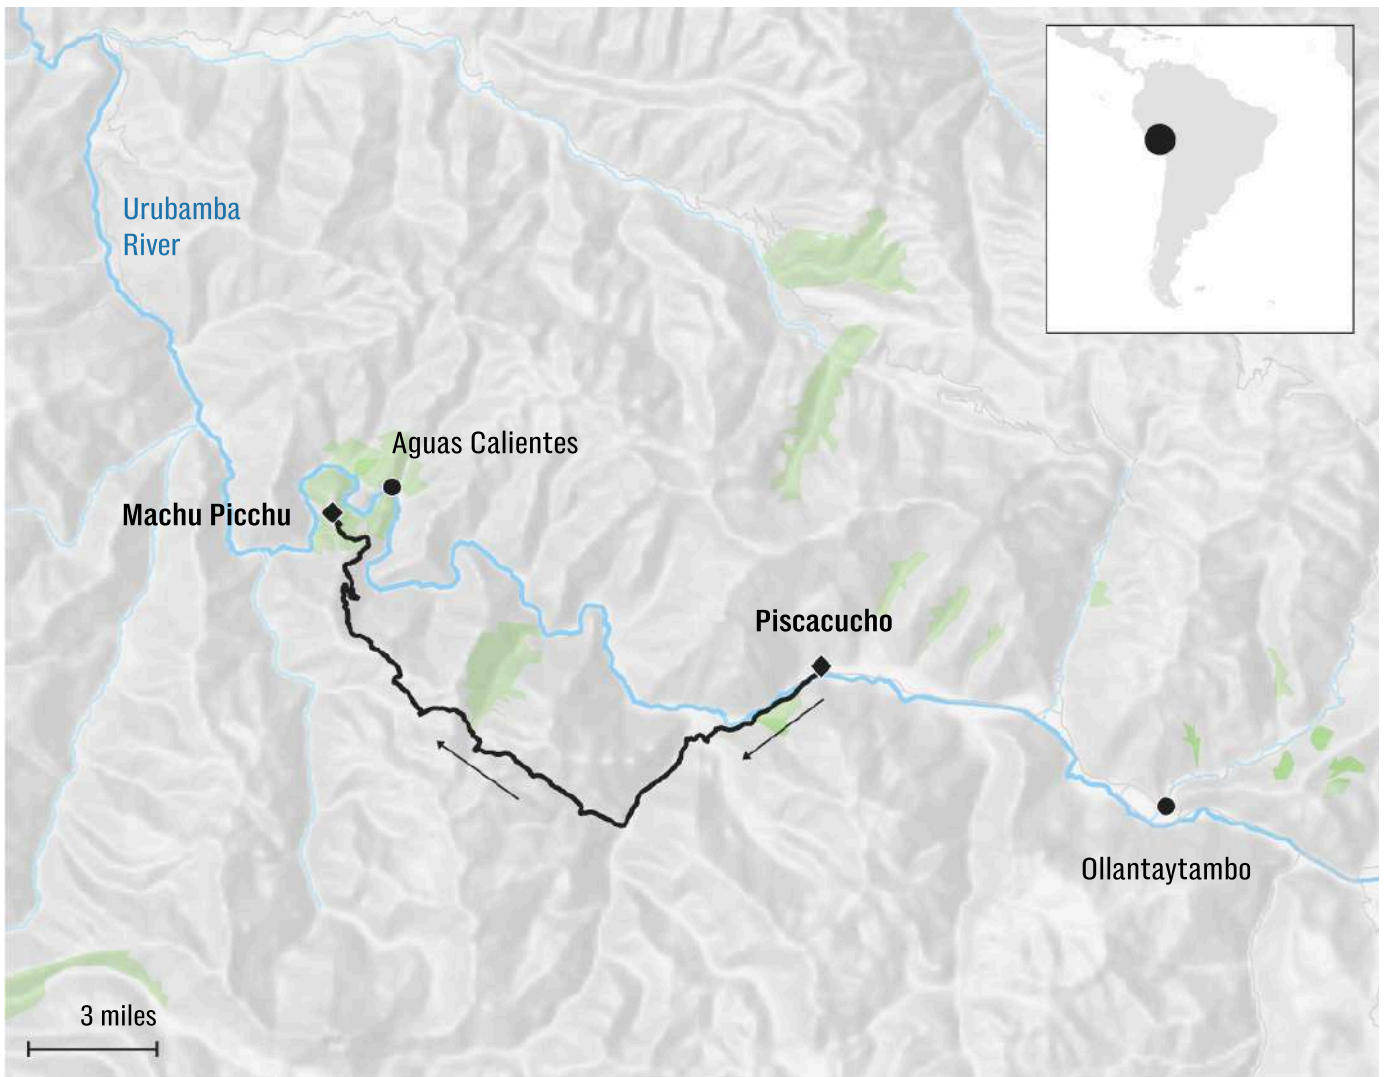 Urubamba
River
Aguas Calientes
Machu Picchu
Piscacucho
Ollantaytambo
3 miles